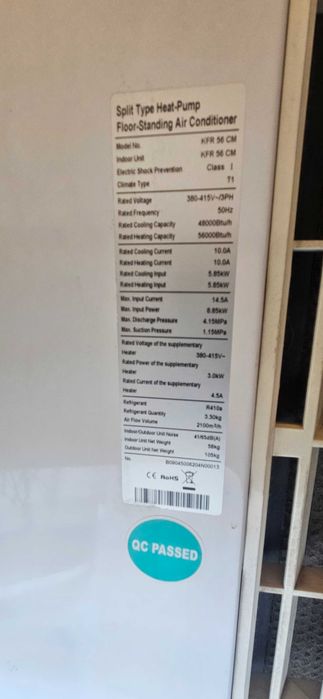 Split Type Heat-Pump
Floor-Standing Air Conditioner
Model No. KFR 56 CM
Indoor Unit KFR 56 CM
Electric Shock Prevention Class I
Climate Type T1
Rated Voltage 380-415V~/3PH
Rated Frequency 50Hz
Rated Cooling Capacity 48000Btu/h
Rated Heating Capacity 56000Btu/h
Rated Cooling Current 10.0A
Rated Heating Current 10.0A
Rated Cooling Input 5.85kW
Rated Heating Input 5.85kW
Max. Input Current 14.5A
Max. Input Power 8.85kW
Max. Discharge Pressure 4.15MPa
Max. Suction Pressure 1.15MPa
Rated Voltage of the supplementary
Heater 380-415V~
Rated Power of the supplementary
Heater 3.0kW
Rated Current of the supplementary
Heater 4.5A
Refrigerant R410a
Refrigerant Quantity 3.30kg
Air Flow Volume 2100m³/h
Indoor/Outdoor Unit Noise 41/65dB(A)
Indoor Unit Net Weight 58kg
Outdoor Unit Net Weight 105kg
No.
CE RoHS
QC PASSED